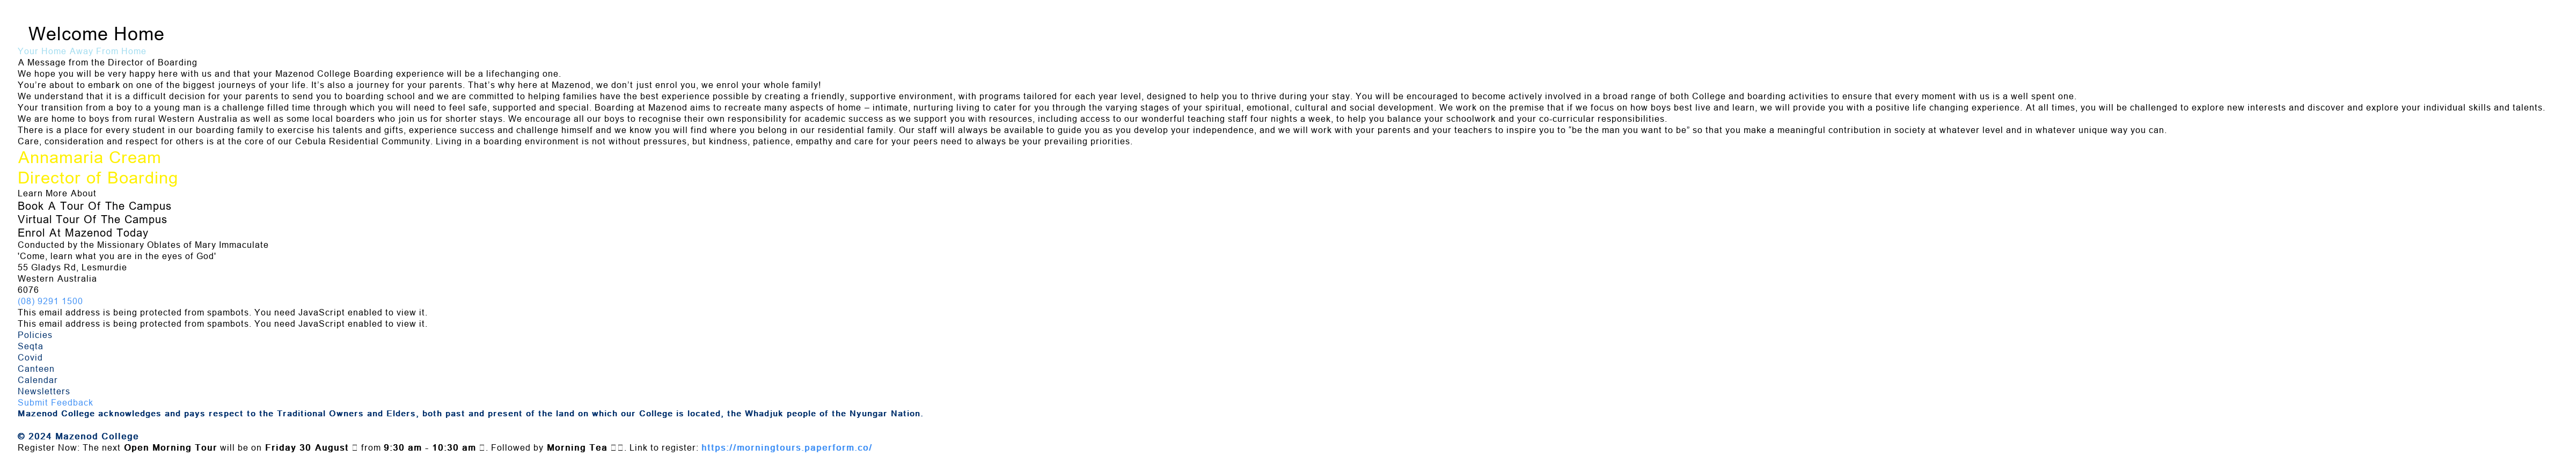 Welcome Home
Your Home Away From Home
A Message from the Director of Boarding
We hope you will be very happy here with us and that your Mazenod College Boarding experience will be a lifechanging one.
You're about to embark on one of the biggest journeys of your life. It's also a journey for your parents. That's why here at Mazenod, we don't just enrol you, we enrol your whole family!
We understand that it is a difficult decision for your parents to send you to boarding school and we are committed to helping families have the best experience possible by creating a friendly, supportive environment, with programs tailored for each year level, designed to help you to thrive during your stay. You will be encouraged to become actively involved in a broad range of both College and boarding activities to ensure that every moment with us is a well spent one.
Your transition from a boy to a young man is a challenge filled time through which you will need to feel safe, supported and special. Boarding at Mazenod aims to recreate many aspects of home – intimate, nurturing living to cater for you through the varying stages of your spiritual, emotional, cultural and social development. We work on the premise that if we focus on how boys best live and learn, we will provide you with a positive life changing experience. At all times, you will be challenged to explore new interests and discover and explore your individual skills and talents.
We are home to boys from rural Western Australia as well as some local boarders who join us for shorter stays. We encourage all our boys to recognise their own responsibility for academic success as we support you with resources, including access to our wonderful teaching staff four nights a week, to help you balance your schoolwork and your co-curricular responsibilities.
There is a place for every student in our boarding family to exercise his talents and gifts, experience success and challenge himself and we know you will find where you belong in our residential family. Our staff will always be available to guide you as you develop your independence, and we will work with your parents and your teachers to inspire you to "be the man you want to be" so that you make a meaningful contribution in society at whatever level and in whatever unique way you can.
Care, consideration and respect for others is at the core of our Cebula Residential Community. Living in a boarding environment is not without pressures, but kindness, patience, empathy and care for your peers need to always be your prevailing priorities.
Annamaria Cream
Director of Boarding
Learn More About
Book A Tour Of The Campus
Virtual Tour Of The Campus
Enrol At Mazenod Today
Conducted by the Missionary Oblates of Mary Immaculate
'Come, learn what you are in the eyes of God'
55 Gladys Rd, Lesmurdie
Western Australia
6076
(08) 9291 1500
This email address is being protected from spambots. You need JavaScript enabled to view it.
This email address is being protected from spambots. You need JavaScript enabled to view it.
Policies
Seqta
Covid
Canteen
Calendar
Newsletters
Submit Feedback
Mazenod College acknowledges and pays respect to the Traditional Owners and Elders, both past and present of the land on which our College is located, the Whadjuk people of the Nyungar Nation.
© 2024 Mazenod College
Register Now: The next Open Morning Tour will be on Friday 30 August from 9:30 am - 10:30 am . Followed by Morning Tea . Link to register: https://morningtours.paperform.co/